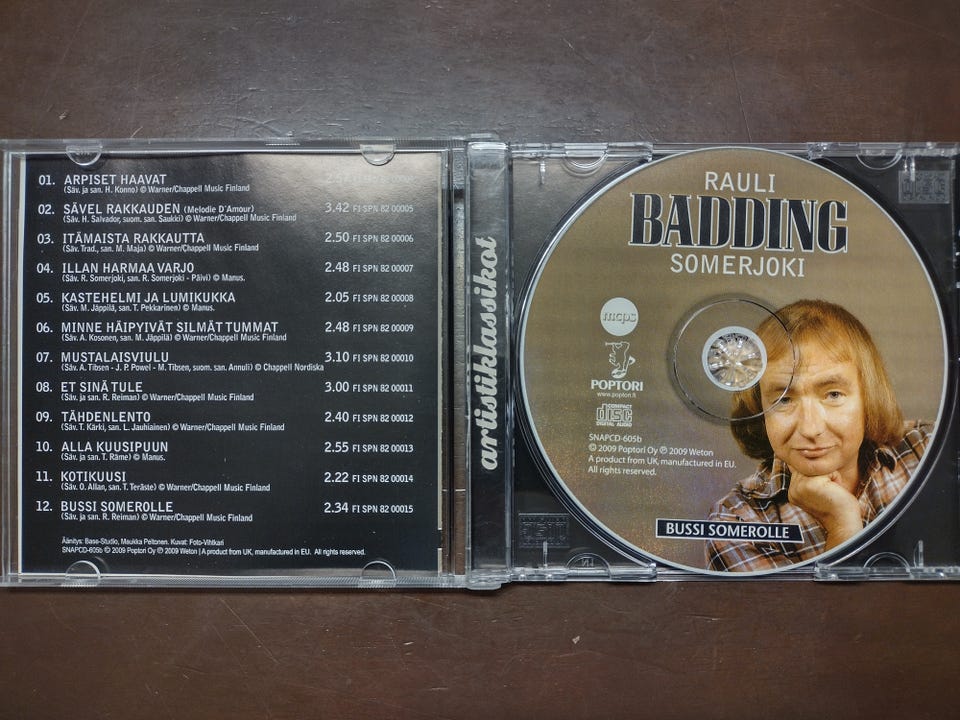 01. ARPISET HAAVAT
(Säv. ja san. H. Konno) © Warner/Chappell Music Finland
02. SÄVEL RAKKAUDEN (Melodie D'Amour) 3.42 FI SPN 82 00005
(Säv. H. Salvador, suom. san. Saukki) © Warner/Chappell Music Finland
03. ITÄMAISTA RAKKAUTTA 2.50 FI SPN 82 00006
(Säv. Trad., san. M. Maja) © Warner/Chappell Music Finland
04. ILLAN HARMAA VARJO 2.48 FI SPN 82 00007
(Säv. R. Somerjoki, san. R. Somerjoki - Päivi) © Manus.
05. KASTEHELMI JA LUMIKUKKA 2.05 FI SPN 82 00008
(Säv. M. Jäppilä, san. T. Pekkarinen) © Manus.
06. MINNE HÄIPYIVÄT SILMÄT TUMMAT 2.48 FI SPN 82 00009
(Säv. A. Kosonen, san. M. Jäppilä) © Warner/Chappell Music Finland
07. MUSTALAISVIULU 3.10 FI SPN 82 00010
(Säv. A. Tibsen - J. P. Powel - M. Tibsen, suom. san. Annuli) © Chappell Nordiska
08. ET SINÄ TULE 3.00 FI SPN 82 00011
(Säv. ja san. R. Reiman) © Warner/Chappell Music Finland
09. TÄHDENLENTO 2.40 FI SPN 82 00012
(Säv. T. Kärki, san. L. Jauhiainen) © Warner/Chappell Music Finland
10. ALLA KUUSIPUUN 2.55 FI SPN 82 00013
(Säv. ja san. T. Räme) © Manus.
11. KOTIKUUSI 2.22 FI SPN 82 00014
(Säv. O. Allan, san. T. Teräste) © Warner/Chappell Music Finland
12. BUSSI SOMEROLLE 2.34 FI SPN 82 00015
(Säv. ja san. R. Reiman) © Warner/Chappell Music Finland
Äänitys: Base-Studio, Maukka Peltonen. Kuvat: Foto-Vihtkari
SNAPCD-605b © 2009 Poptori Oy ℗ 2009 Weton | A product from UK, manufactured in EU. All rights reserved.
artistiklassikot
RAULI
BADDING
SOMERJOKI
mcps
POPTORI
www.poptori.fi
COMPACT
disc
DIGITAL AUDIO
SNAPCD-605b
© 2009 Poptori Oy ℗ 2009 Weton
A product from UK, manufactured in EU.
All rights reserved.
BUSSI SOMEROLLE